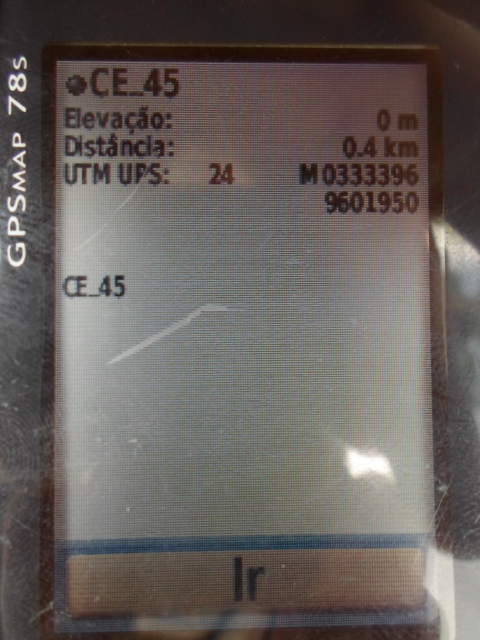 GPSMAP 78s
CE_45
Elevação: 0 m
Distância: 0.4 km
UTM UPS: 24 M 0333396
9601950
CE_45
Ir